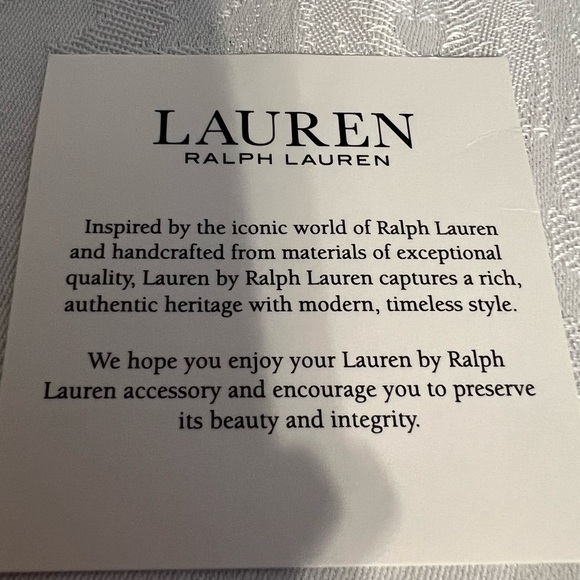 LAUREN
RALPH LAUREN
Inspired by the iconic world of Ralph Lauren
and handcrafted from materials of exceptional
quality, Lauren by Ralph Lauren captures a rich,
authentic heritage with modern, timeless style.
We hope you enjoy your Lauren by Ralph
Lauren accessory and encourage you to preserve
its beauty and integrity.